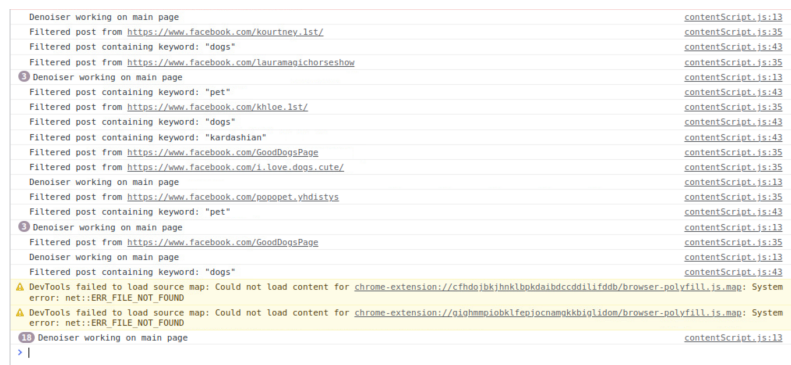 Denoiser working on main page contentScript.js:13
Filtered post from https://www.facebook.com/kourtney.1st/ contentScript.js:35
Filtered post containing keyword: "dogs" contentScript.js:43
Filtered post from https://www.facebook.com/lauramagichorseshow contentScript.js:35
3 Denoiser working on main page contentScript.js:13
Filtered post containing keyword: "pet" contentScript.js:43
Filtered post from https://www.facebook.com/khloe.1st/ contentScript.js:35
Filtered post containing keyword: "dogs" contentScript.js:43
Filtered post containing keyword: "kardashian" contentScript.js:43
Filtered post from https://www.facebook.com/GoodDogsPage contentScript.js:35
Filtered post from https://www.facebook.com/i.love.dogs.cute/ contentScript.js:35
Denoiser working on main page contentScript.js:13
Filtered post from https://www.facebook.com/popopet.yhdistys contentScript.js:35
Filtered post containing keyword: "pet" contentScript.js:43
3 Denoiser working on main page contentScript.js:13
Filtered post from https://www.facebook.com/GoodDogsPage contentScript.js:35
Denoiser working on main page contentScript.js:13
Filtered post containing keyword: "dogs" contentScript.js:43
DevTools failed to load source map: Could not load content for chrome-extension://cfhdojbkjhnklbpkdaibdccddilifddb/browser-polyfill.js.map: System
error: net::ERR_FILE_NOT_FOUND
DevTools failed to load source map: Could not load content for chrome-extension://gighmmpiobklfepjocnamgkkbiglidom/browser-polyfill.js.map: System
error: net::ERR_FILE_NOT_FOUND
18 Denoiser working on main page contentScript.js:13